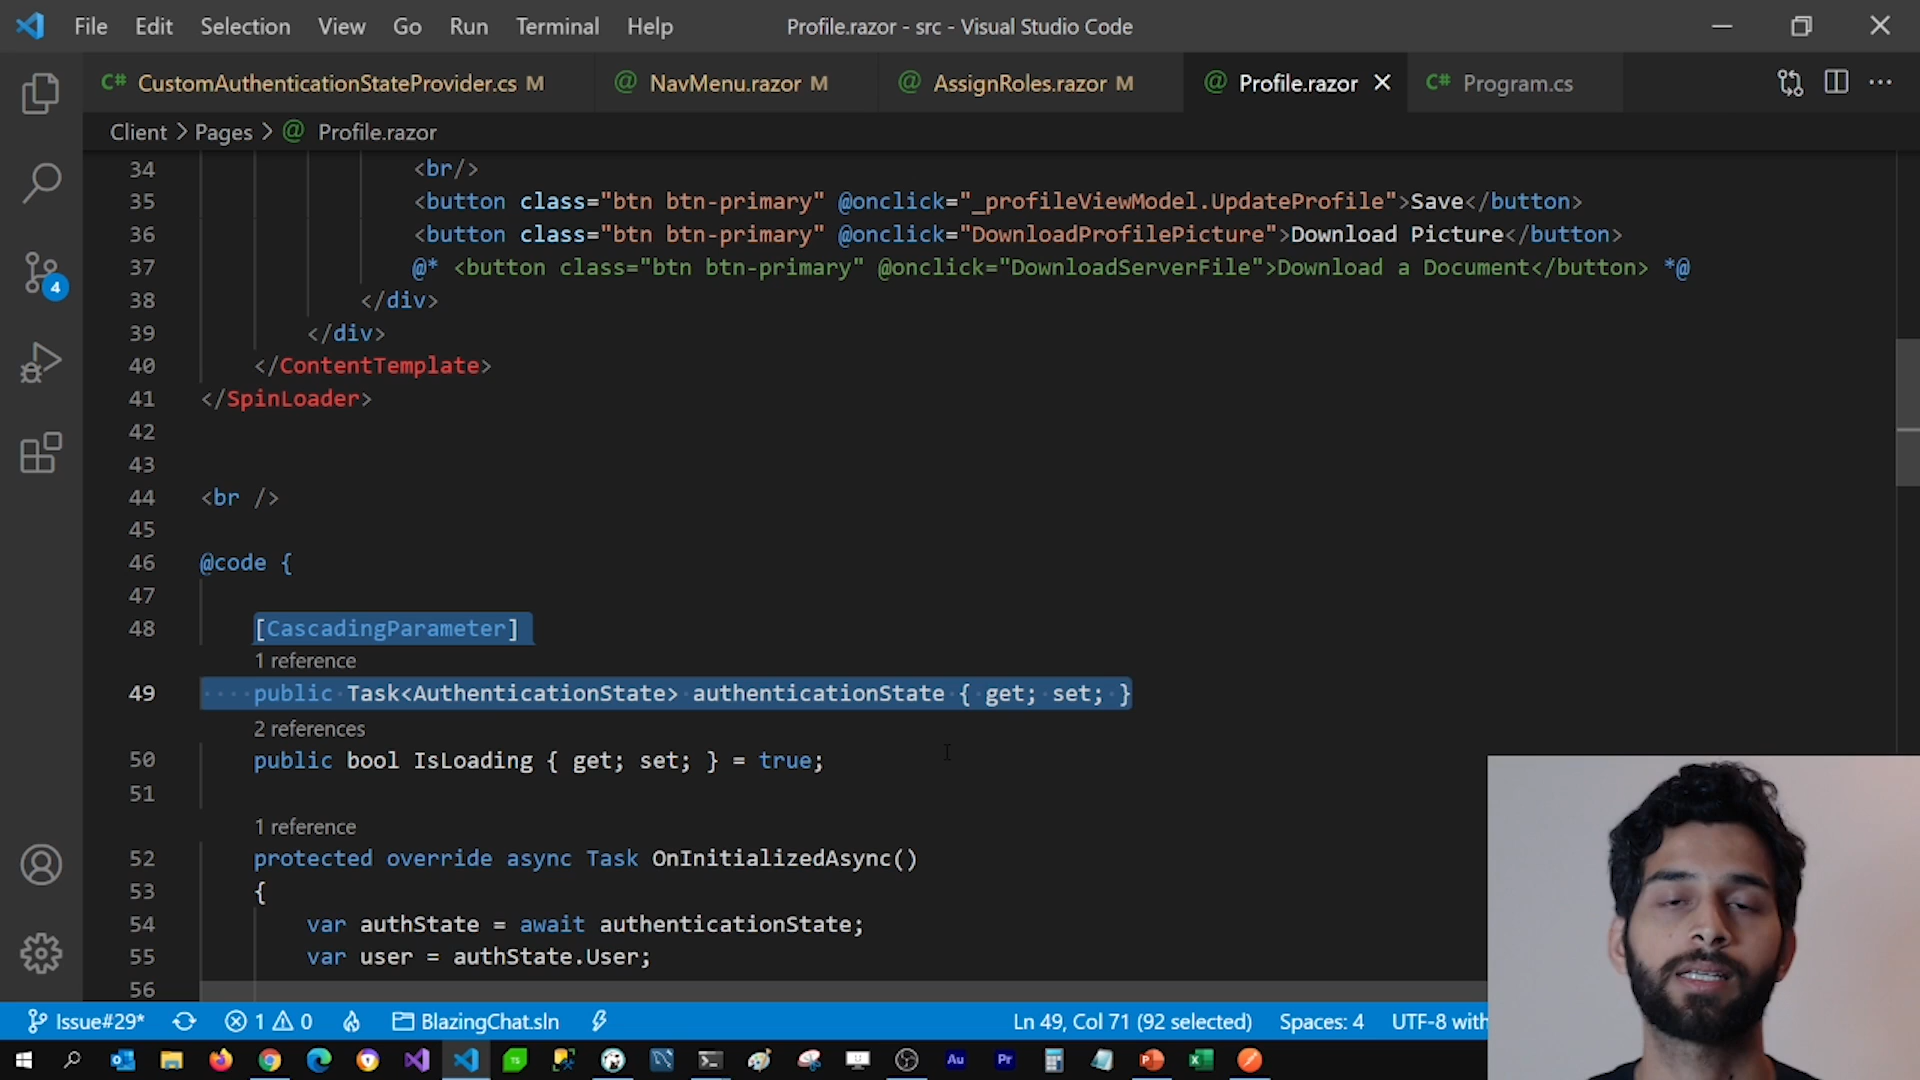 File Edit Selection View Go Run Terminal Help Profile.razor - src - Visual Studio Code
C# CustomAuthenticationStateProvider.cs M @ NavMenu.razor M @ AssignRoles.razor M @ Profile.razor C# Program.cs
Client > Pages > @ Profile.razor
34 <br/>
35 <button class="btn btn-primary" @onclick="_profileViewModel.UpdateProfile">Save</button>
36 <button class="btn btn-primary" @onclick="DownloadProfilePicture">Download Picture</button>
37 @* <button class="btn btn-primary" @onclick="DownloadServerFile">Download a Document</button> *@
38 </div>
39 </div>
40 </ContentTemplate>
41 </SpinLoader>
42
43
44 <br />
45
46 @code {
47
48 [CascadingParameter]
1 reference
49 public Task<AuthenticationState> authenticationState { get; set; }
2 references
50 public bool IsLoading { get; set; } = true;
51
1 reference
52 protected override async Task OnInitializedAsync()
53 {
54 var authState = await authenticationState;
55 var user = authState.User;
56
4
Issue#29* 1 0 BlazingChat.sln Ln 49, Col 71 (92 selected) Spaces: 4 UTF-8 with
TS Au Pr